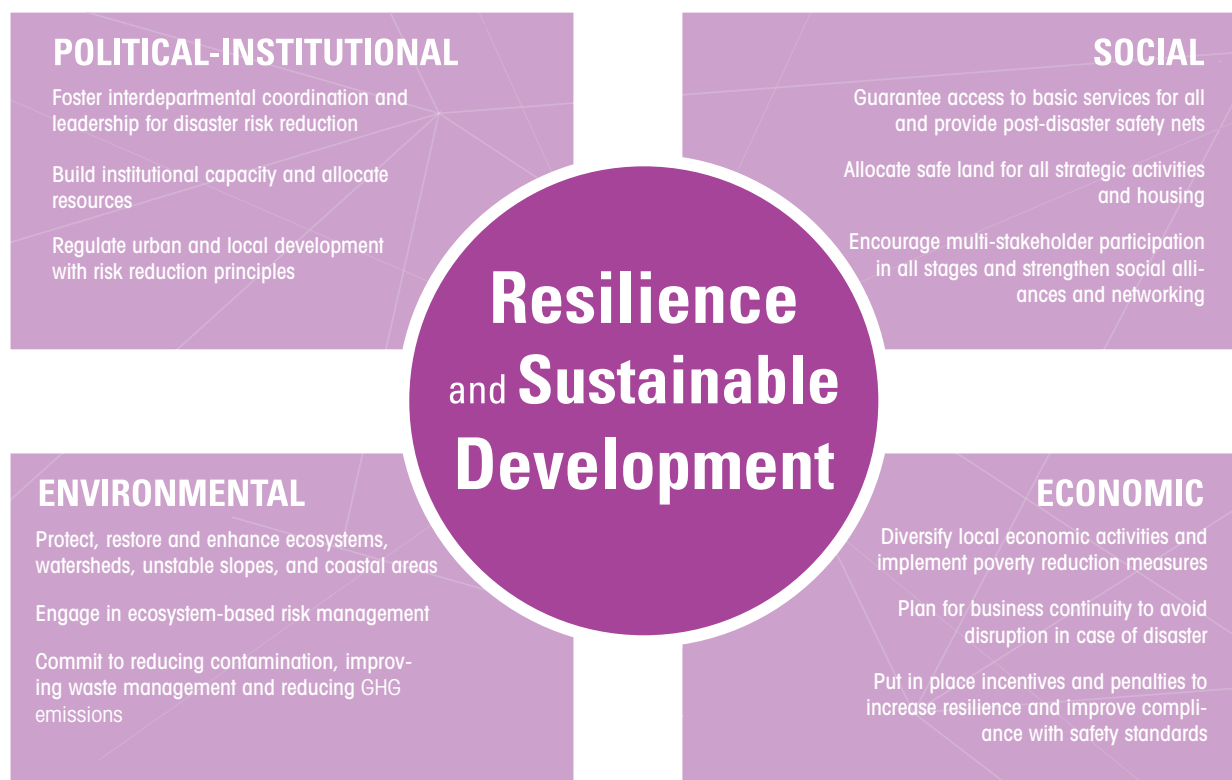 POLITICAL-INSTITUTIONAL
Foster interdepartmental coordination and
leadership for disaster risk reduction
Build institutional capacity and allocate
resources
Regulate urban and local development
with risk reduction principles
SOCIAL
Guarantee access to basic services for all
and provide post-disaster safety nets
Allocate safe land for all strategic activities
and housing
Encourage multi-stakeholder participation
in all stages and strengthen social alli-
ances and networking
Resilience
and Sustainable
Development
ENVIRONMENTAL
Protect, restore and enhance ecosystems,
watersheds, unstable slopes, and coastal areas
Engage in ecosystem-based risk management
Commit to reducing contamination, improv-
ing waste management and reducing GHG
emissions
ECONOMIC
Diversify local economic activities and
implement poverty reduction measures
Plan for business continuity to avoid
disruption in case of disaster
Put in place incentives and penalties to
increase resilience and improve compli-
ance with safety standards